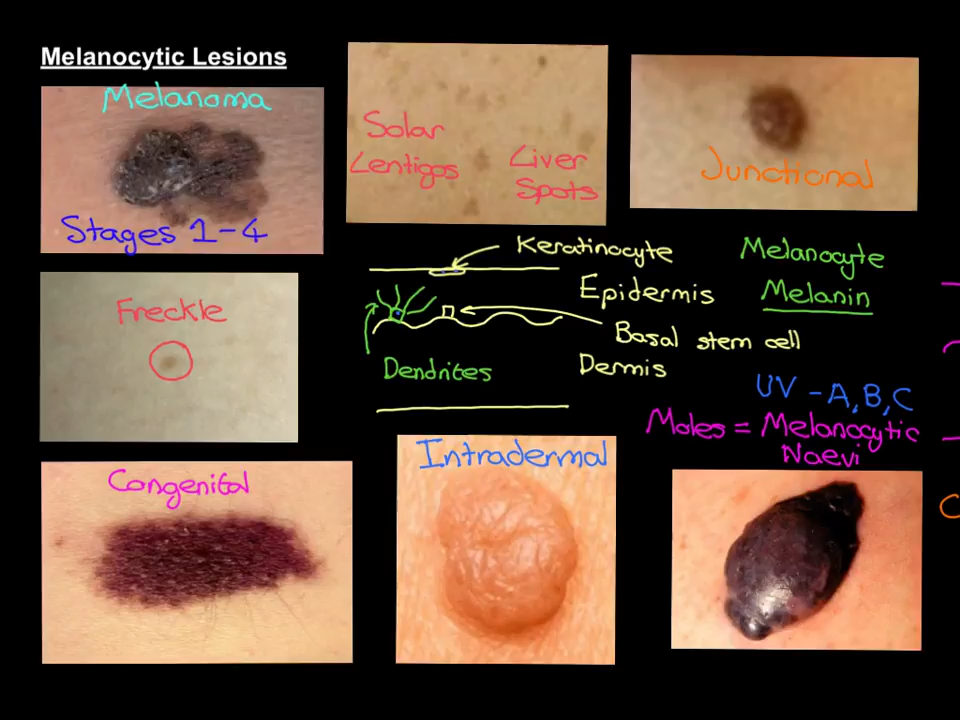 Melanocytic Lesions
Melanoma
Stages 1-4
Solar
Lentigos
Liver
Spots
Junctional
Freckle
Keratinocyte
Epidermis
Basal stem cell
Dermis
Dendrites
Melanocyte
Melanin
UV - A, B, C
Moles = Melanocytic
Naevi
Congenital
Intradermal